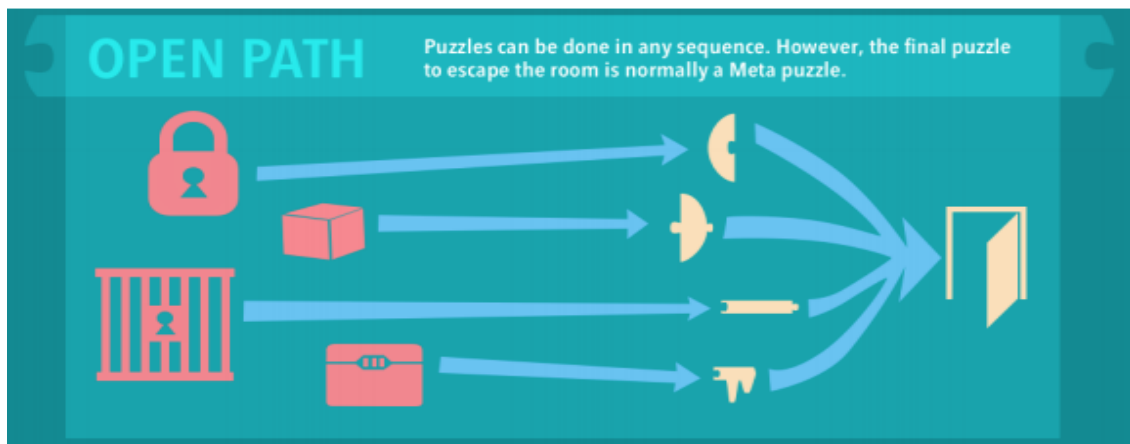 OPEN PATH
Puzzles can be done in any sequence. However, the final puzzle
to escape the room is normally a Meta puzzle.